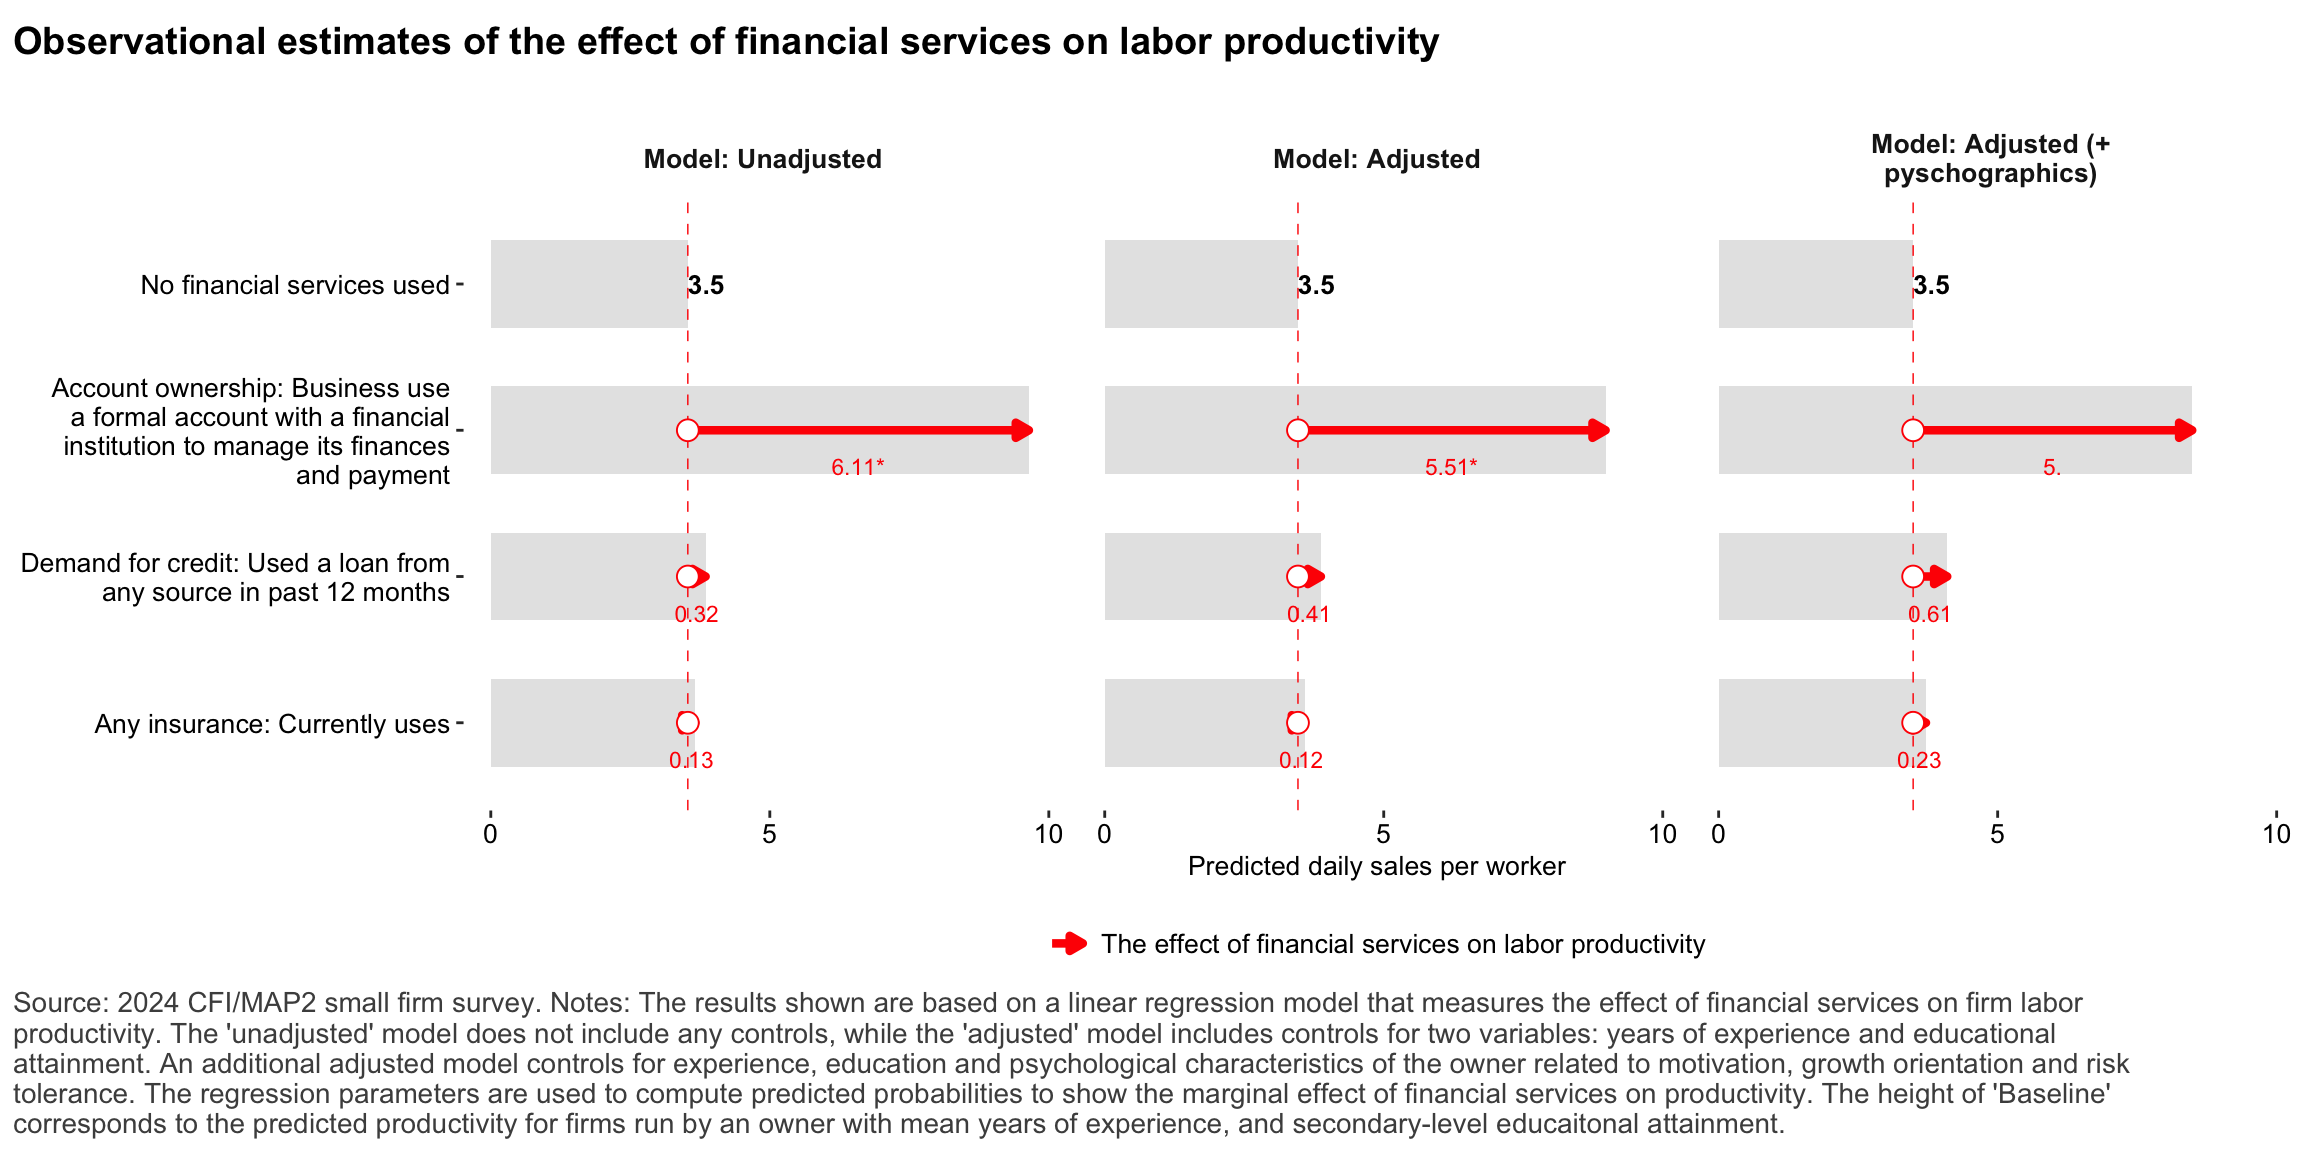 Observational estimates of the effect of financial services on labor productivity
Model: Unadjusted
Model: Adjusted
Model: Adjusted (+
pyschographics)
No financial services used
3.5
3.5
3.5
Account ownership: Business use
a formal account with a financial
institution to manage its finances
and payment
6.11*
5.51*
5.
Demand for credit: Used a loan from
any source in past 12 months
0.32
0.41
0.61
Any insurance: Currently uses
0.13
0.12
0.23
0 5 10
0 5 10
0 5 10
Predicted daily sales per worker
The effect of financial services on labor productivity
Source: 2024 CFI/MAP2 small firm survey. Notes: The results shown are based on a linear regression model that measures the effect of financial services on firm labor
productivity. The 'unadjusted' model does not include any controls, while the 'adjusted' model includes controls for two variables: years of experience and educational
attainment. An additional adjusted model controls for experience, education and psychological characteristics of the owner related to motivation, growth orientation and risk
tolerance. The regression parameters are used to compute predicted probabilities to show the marginal effect of financial services on productivity. The height of 'Baseline'
corresponds to the predicted productivity for firms run by an owner with mean years of experience, and secondary-level educaitonal attainment.